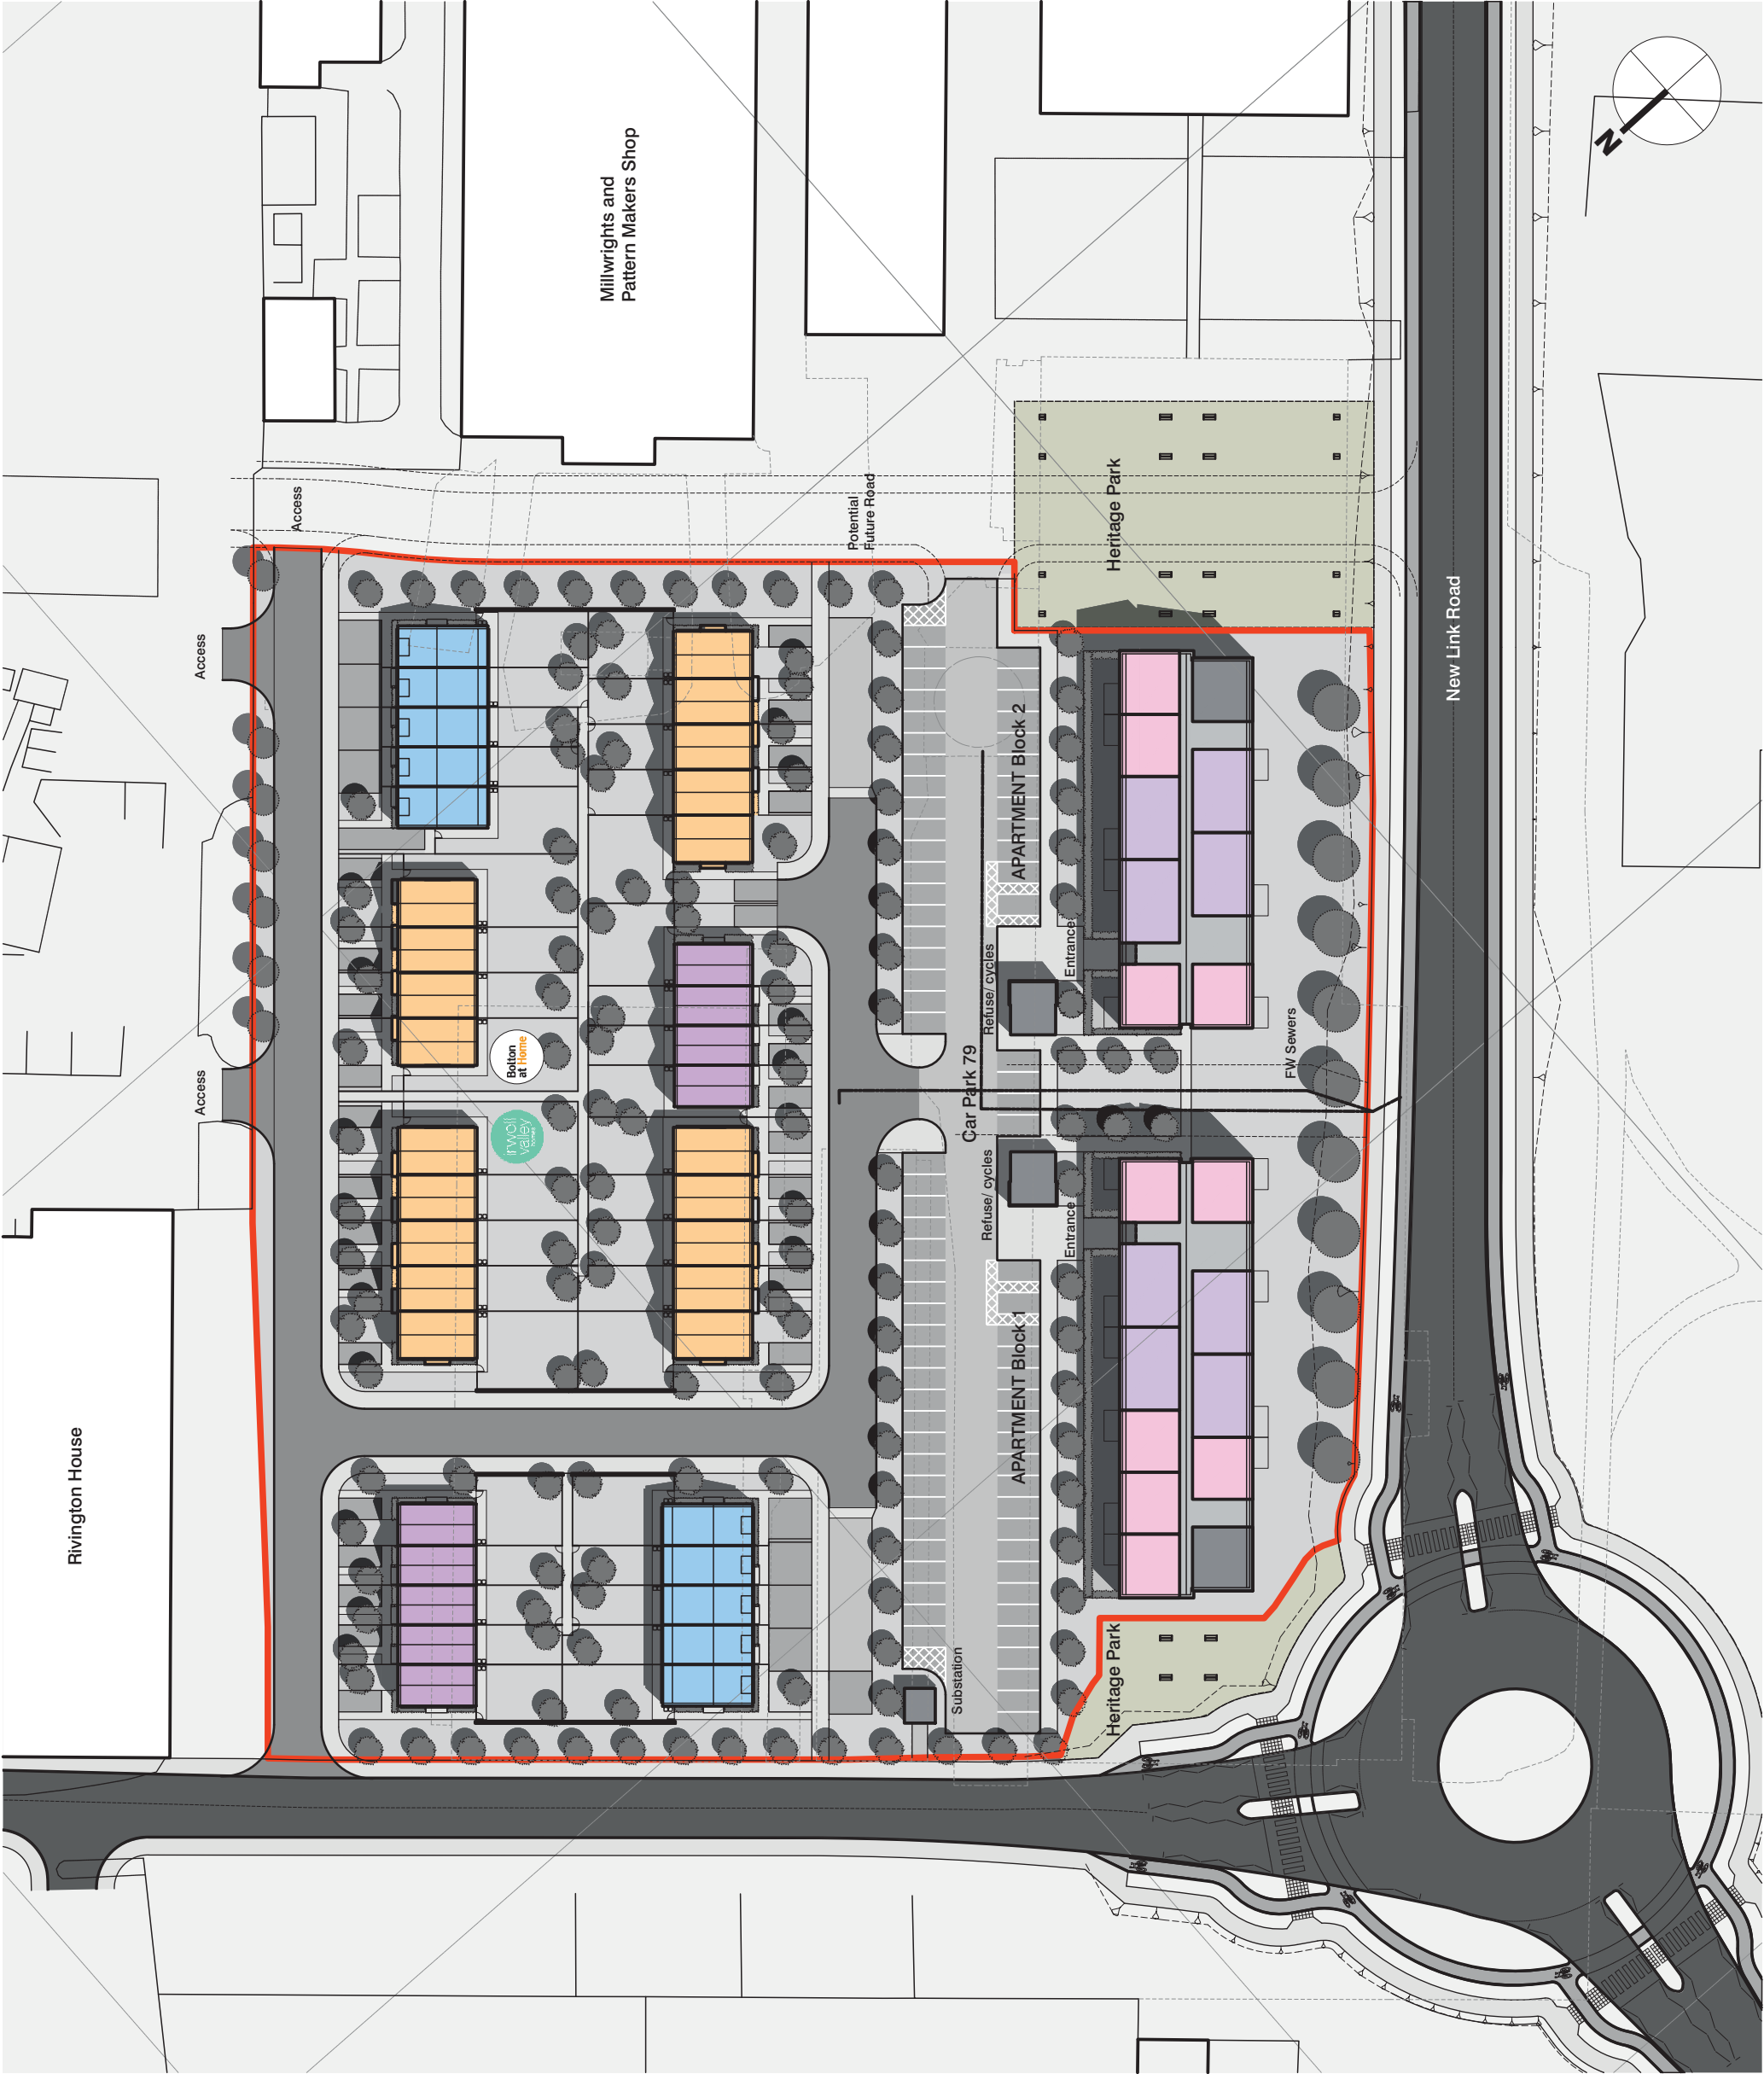 N
Millwrights and
Pattern Makers Shop
Access
Potential
Future Road
Heritage Park
New Link Road
Access
APARTMENT Block 2
Entrance
Refuse/ cycles
Bolton
at Home
FW Sewers
Car Park 79
Access
irwell
valley
homes
Refuse/ cycles
Entrance
APARTMENT Block 1
Rivington House
Substation
Heritage Park